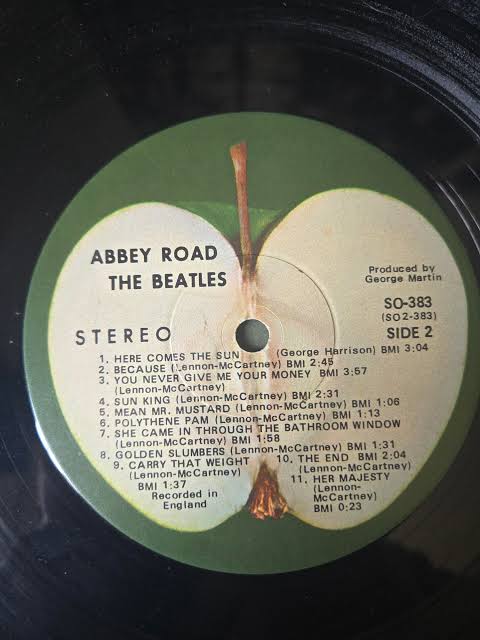 ABBEY ROAD
THE BEATLES
Produced by
George Martin
SO-383
(SO2-383)
STEREO
SIDE 2
1. HERE COMES THE SUN (George Harrison) BMI 3:04
2. BECAUSE (Lennon-McCartney) BMI 2:45
3. YOU NEVER GIVE ME YOUR MONEY BMI 3:57
(Lennon-McCartney)
4. SUN KING (Lennon-McCartney) BMI 2:31
5. MEAN MR. MUSTARD (Lennon-McCartney) BMI 1:06
6. POLYTHENE PAM (Lennon-McCartney) BMI 1:13
7. SHE CAME IN THROUGH THE BATHROOM WINDOW
(Lennon-McCartney) BMI 1:58
8. GOLDEN SLUMBERS (Lennon-McCartney) BMI 1:31
9. CARRY THAT WEIGHT
(Lennon-McCartney)
BMI 1:37
10. THE END BMI 2:04
(Lennon-McCartney)
11. HER MAJESTY
(Lennon-
McCartney)
BMI 0:23
Recorded in
England